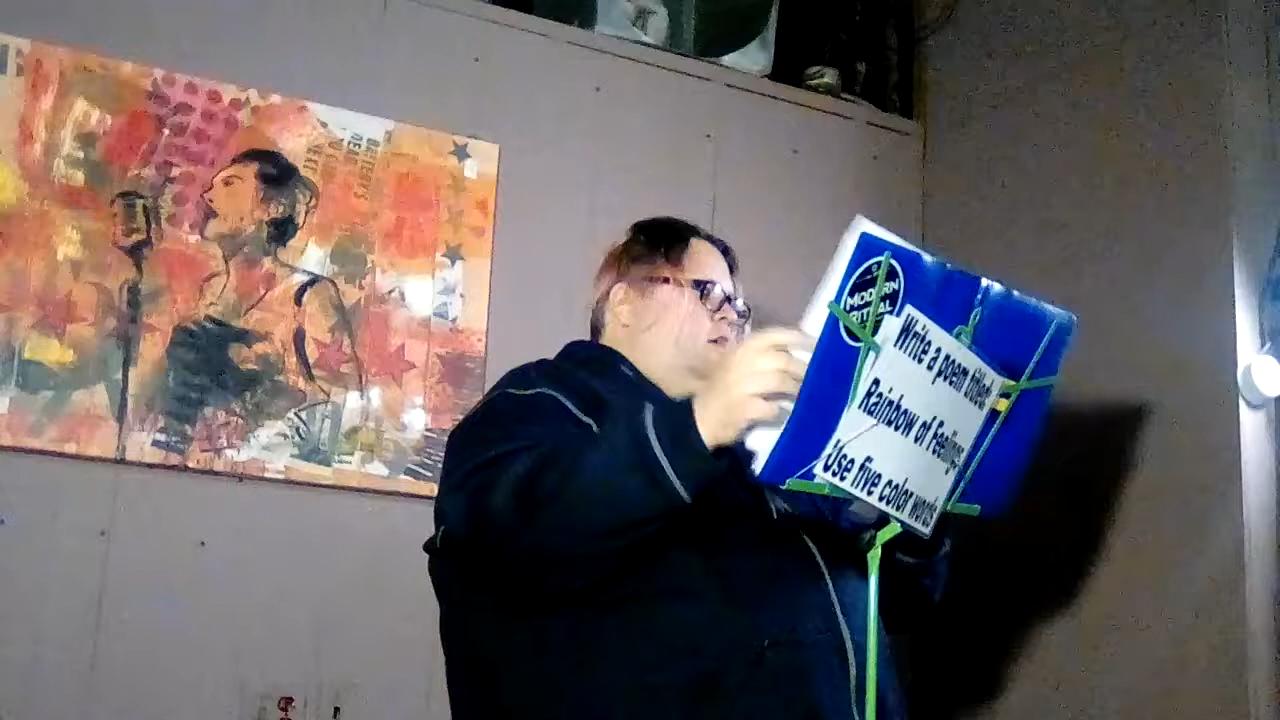 MODERN
RITUAL
Write a poem titled:
Rainbow of Feelings
Use five color words